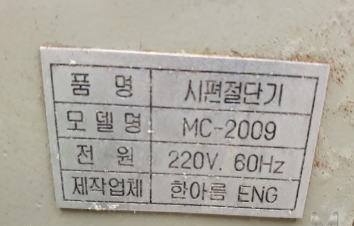 품 명 시편절단기
모델명 MC-2009
전 원 220V. 60Hz
제작업체 한아름 ENG